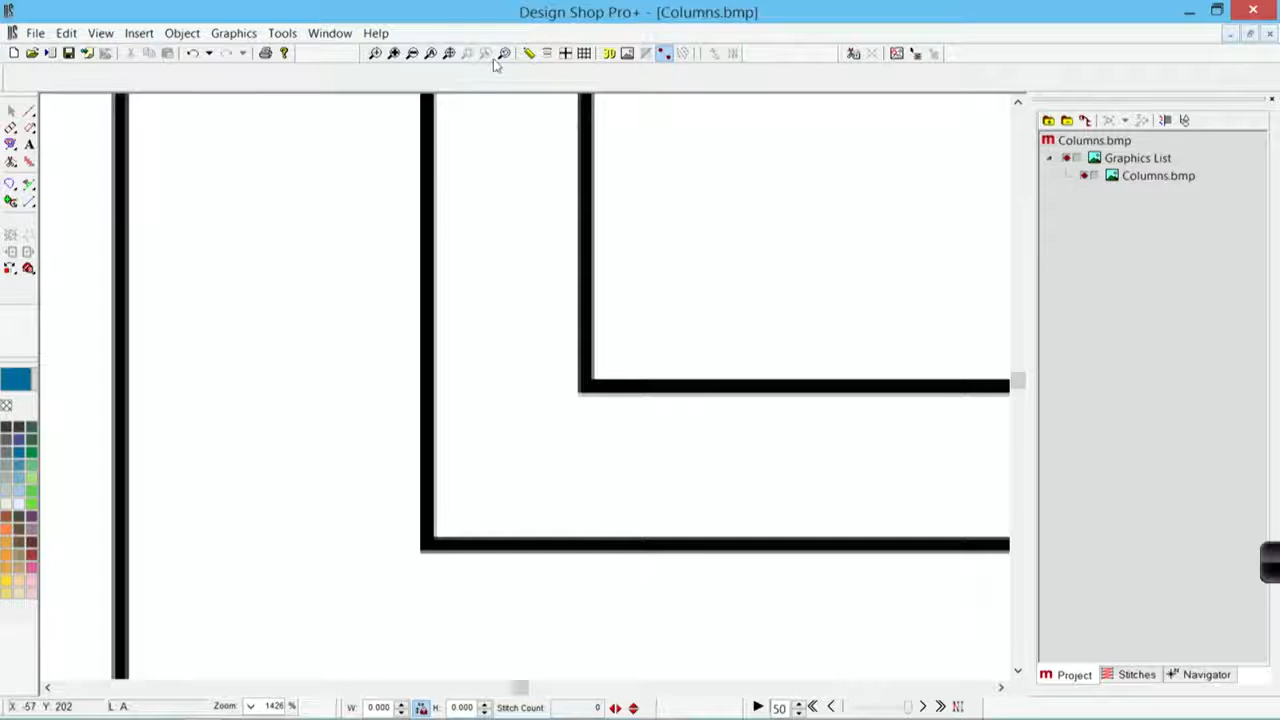 Design Shop Pro+ - [Columns.bmp]
File Edit View Insert Object Graphics Tools Window Help
3D
Columns.bmp
Graphics List
Columns.bmp
A
Project Stitches Navigator
X -57 Y 202 L A Zoom: 1426 % W: 0.000 H: 0.000 Stitch Count 0 50